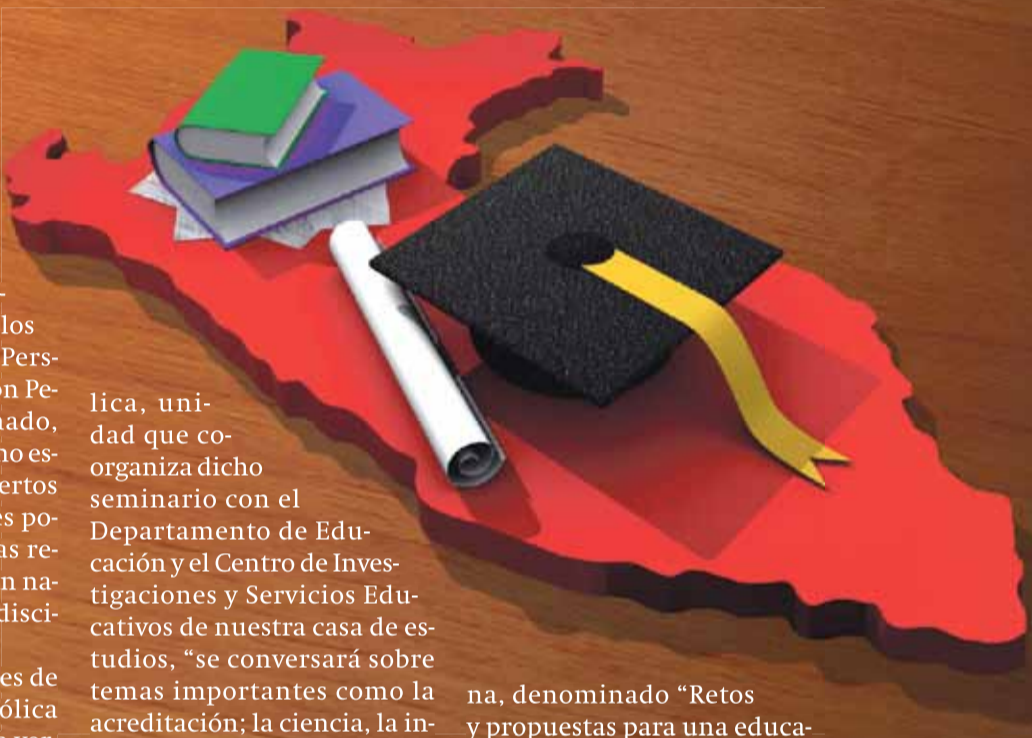 los
Pers-
n Pe-
nado,
no es-
ertos
es po-
as re-
n na-
disci-
es de
ólica
lica, uni-
dad que co-
organiza dicho
seminario con el
Departamento de Edu-
cación y el Centro de Inves-
tigaciones y Servicios Edu-
cativos de nuestra casa de es-
tudios, “se conversará sobre
temas importantes como la
acreditación; la ciencia, la in-
na, denominado “Retos
y propuestas para una educa-